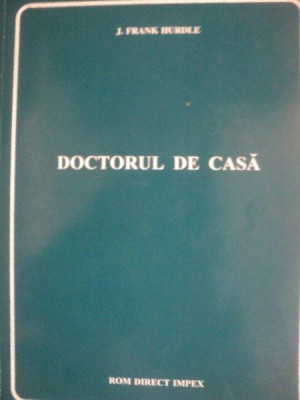 J. FRANK HURDLE
DOCTORUL DE CASĂ
ROM DIRECT IMPEX